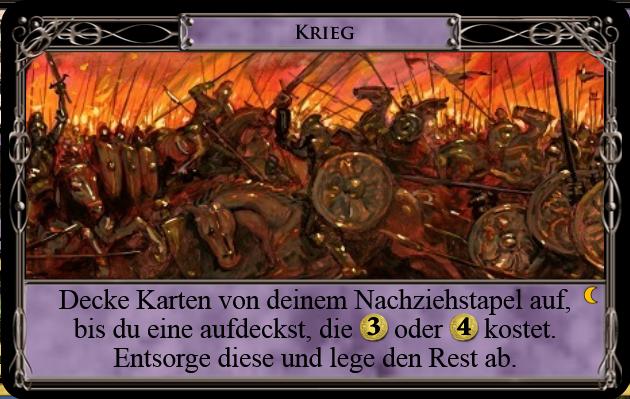 Krieg
Decke Karten von deinem Nachziehstapel auf,
bis du eine aufdeckst, die 3 oder 4 kostet.
Entsorge diese und lege den Rest ab.